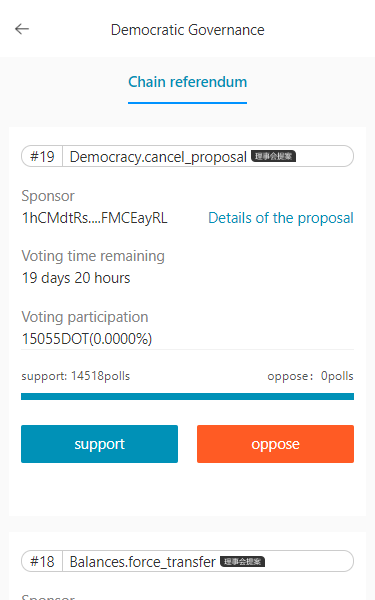 Democratic Governance
Chain referendum
#19 Democracy.cancel_proposal 理事会提案
Sponsor
1hCMdtRs....FMCEayRL Details of the proposal
Voting time remaining
19 days 20 hours
Voting participation
15055DOT(0.0000%)
support: 14518polls oppose: 0polls
support oppose
#18 Balances.force_transfer 理事会提案
Sponsor